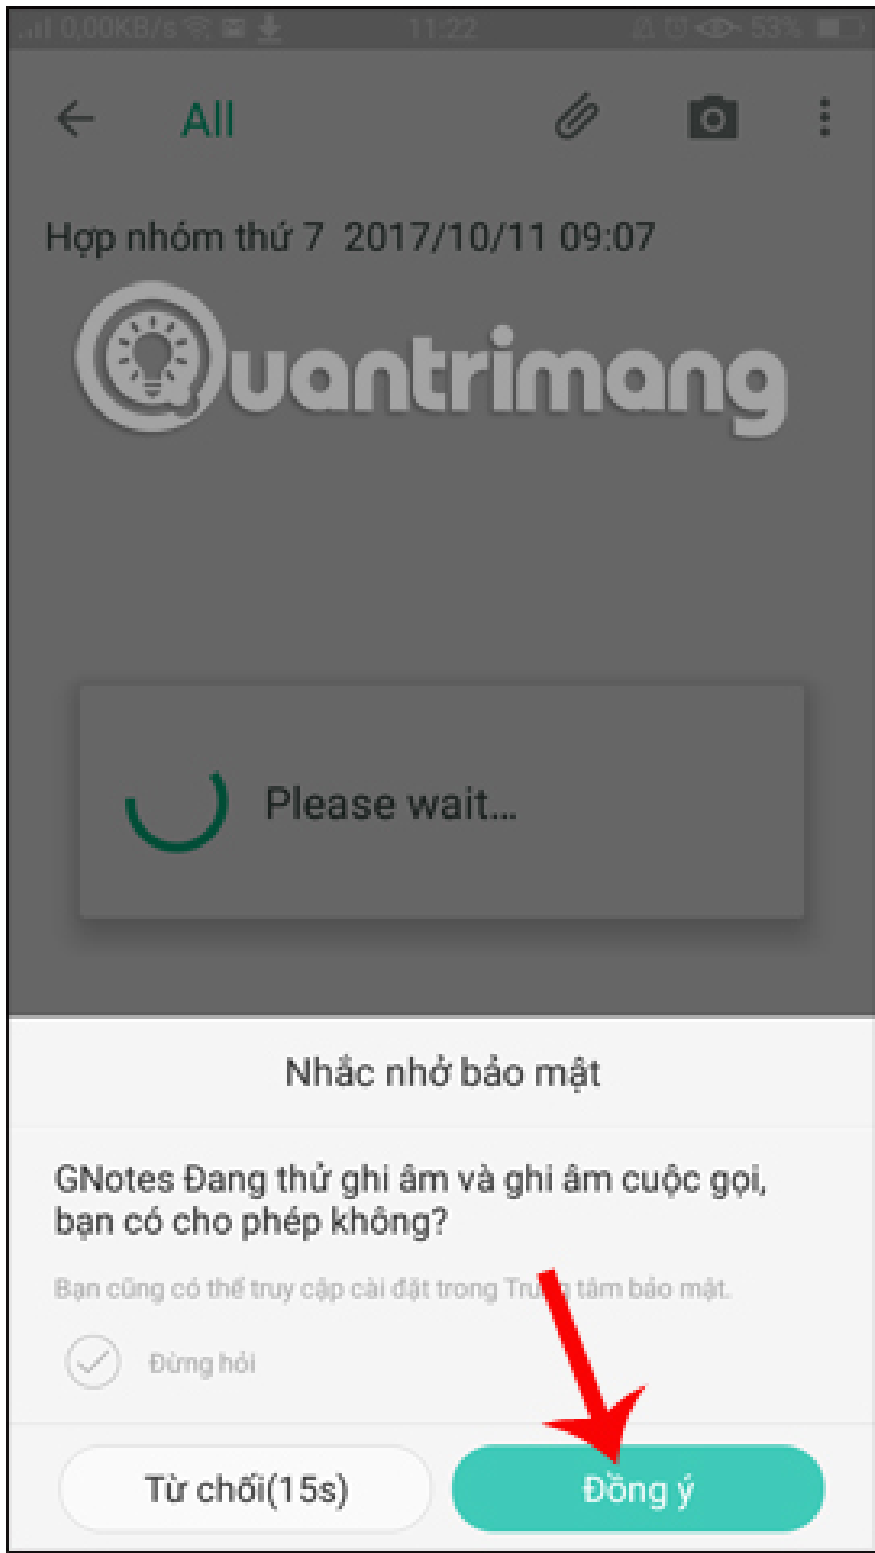 0,00KB/s 11:22 53%
All
Hợp nhóm thứ 7 2017/10/11 09:07
Quantrimang
Please wait...
Nhắc nhở bảo mật
GNotes Đang thử ghi âm và ghi âm cuộc gọi,
bạn có cho phép không?
Bạn cũng có thể truy cập cài đặt trong Trung tâm bảo mật.
Đừng hỏi
Từ chối(15s) Đồng ý